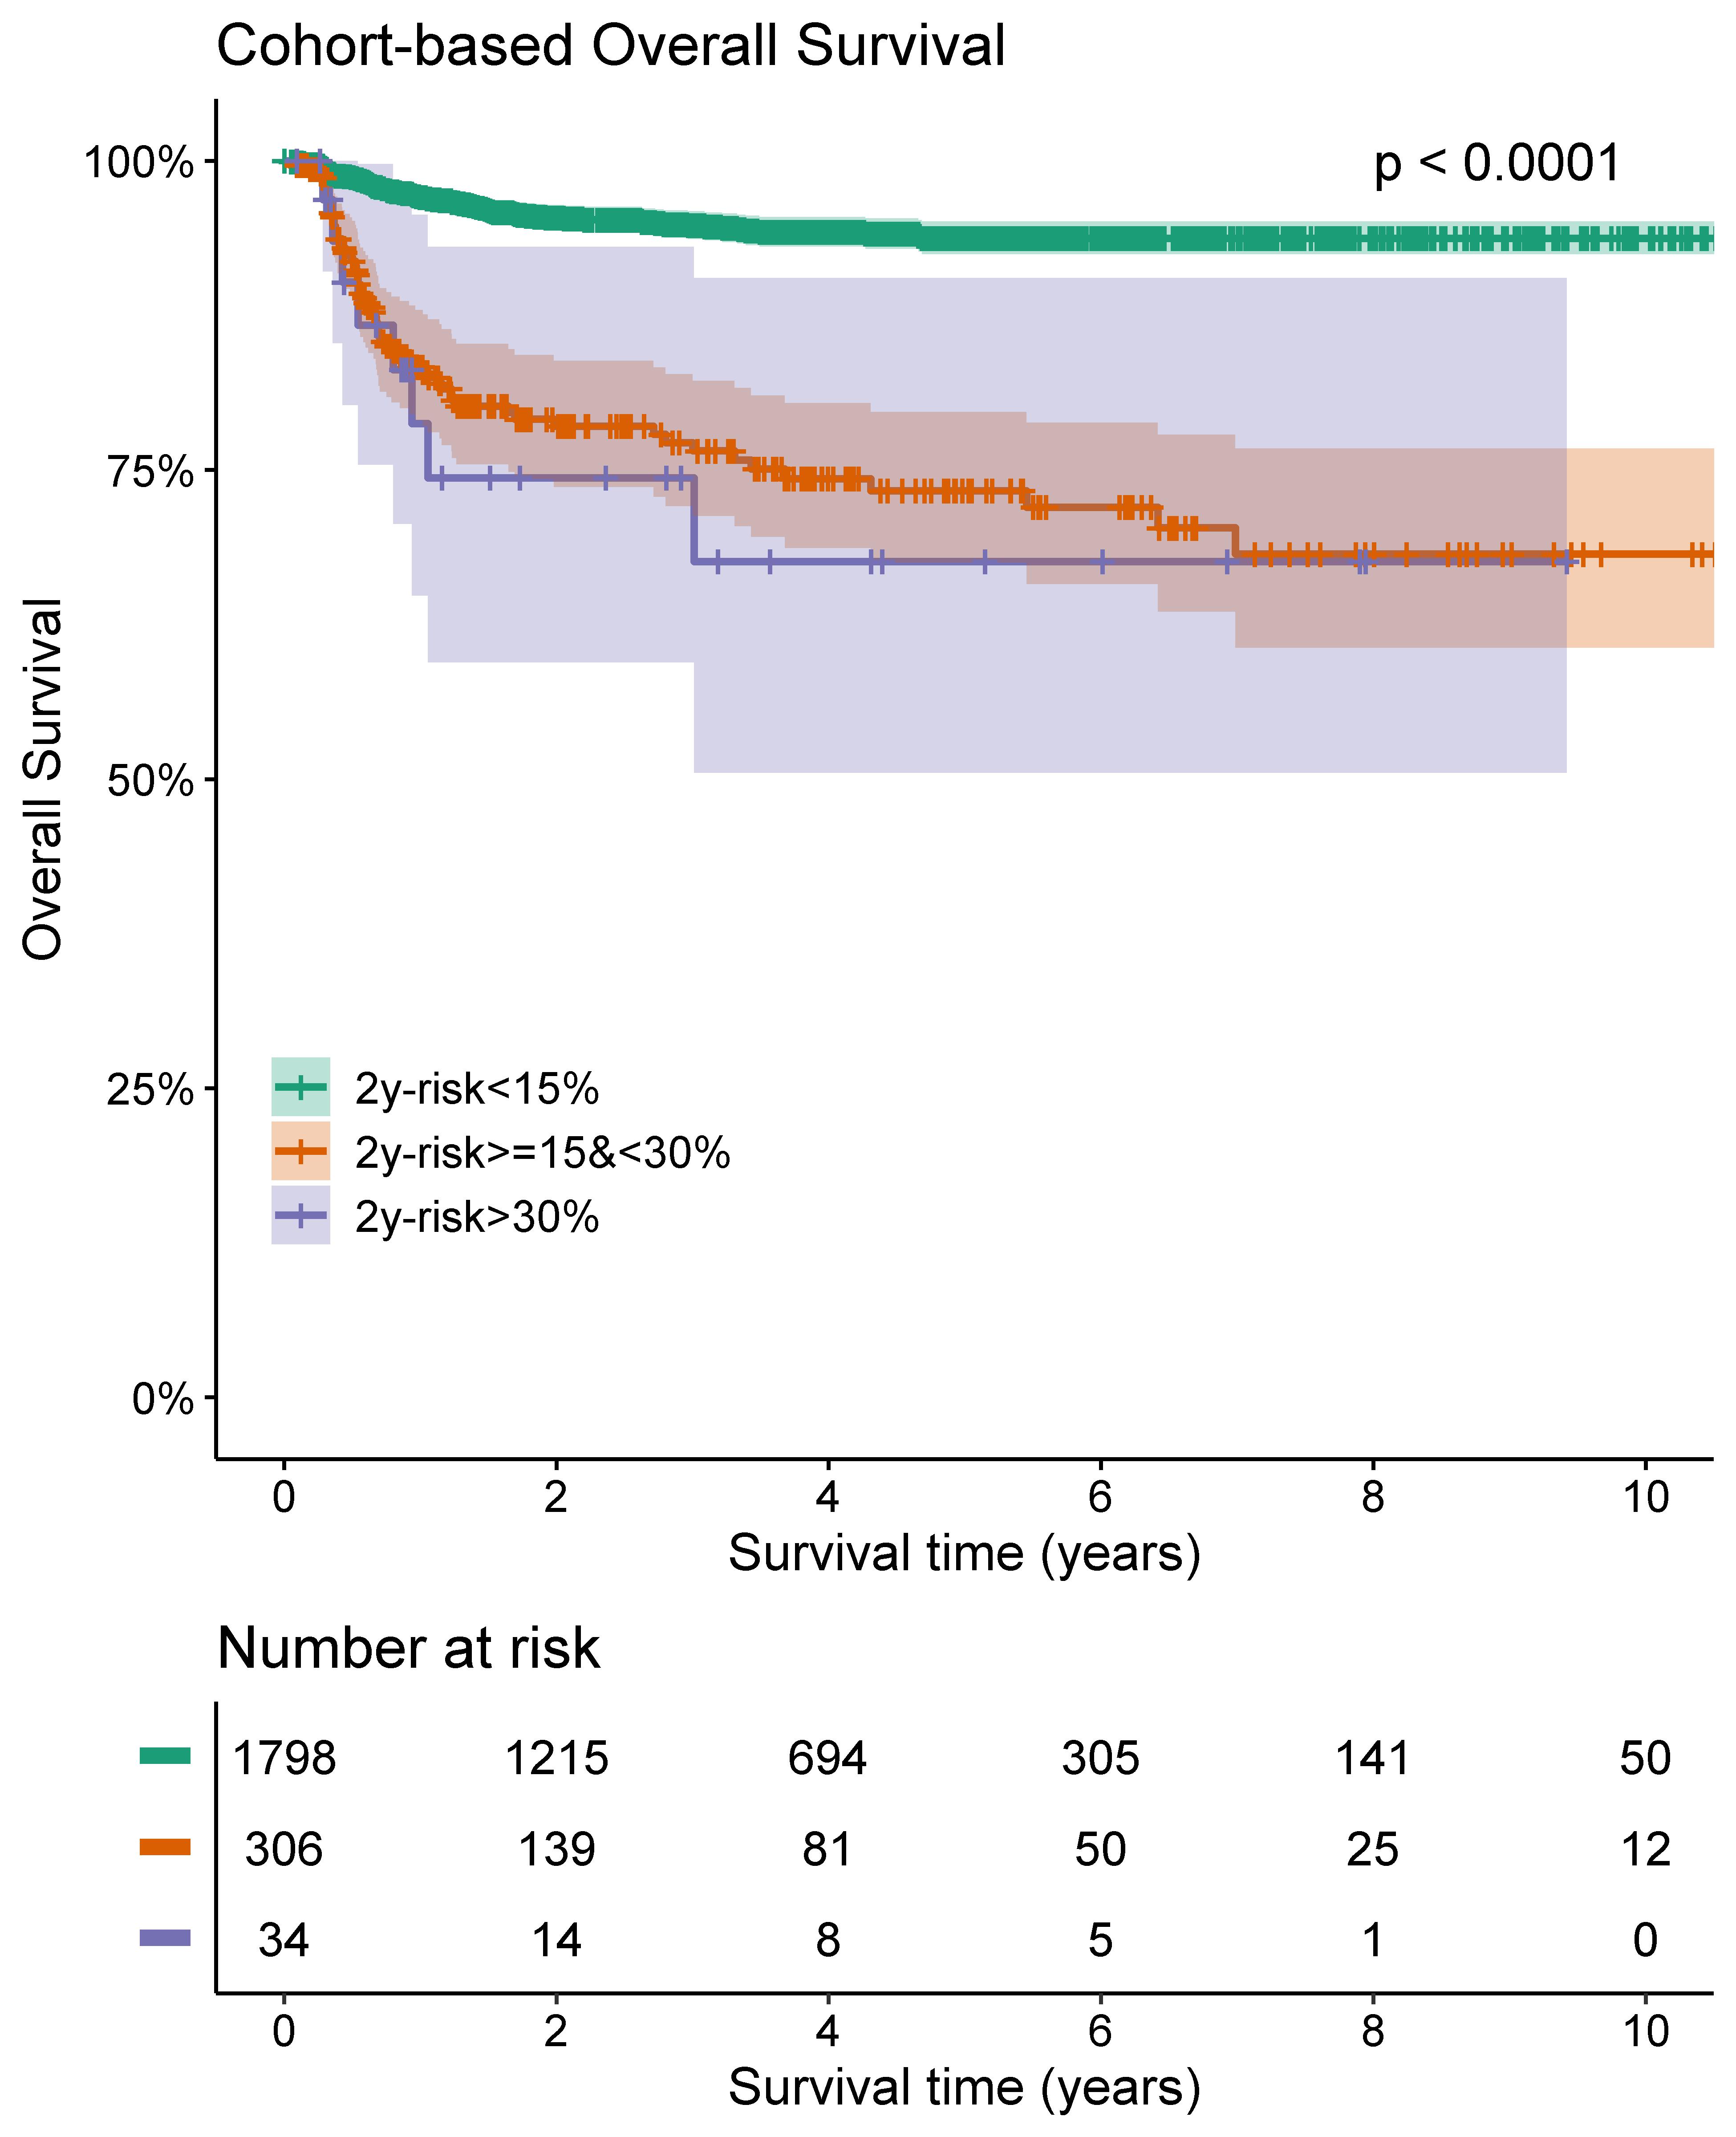 Cohort-based Overall Survival
p < 0.0001
100%
75%
50%
25%
0%
Overall Survival
2y-risk<15%
2y-risk>=15&<30%
2y-risk>30%
0 2 4 6 8 10
Survival time (years)
Number at risk
1798 1215 694 305 141 50
306 139 81 50 25 12
34 14 8 5 1 0
0 2 4 6 8 10
Survival time (years)